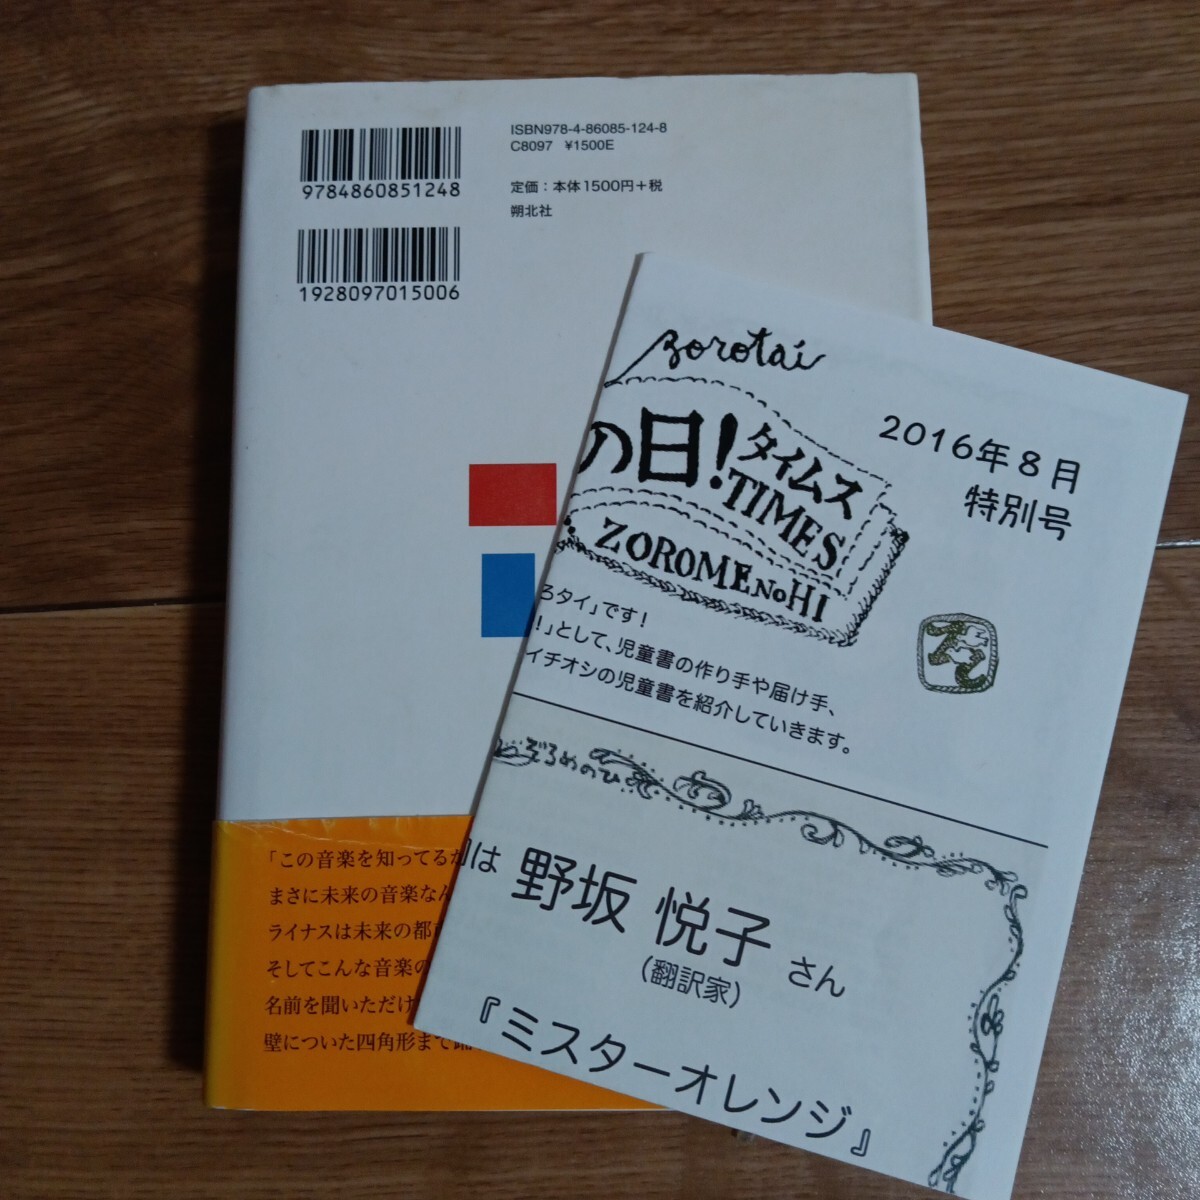 ISBN978-4-86085-124-8
C8097 ¥1500E
9784860851248
定価：本体1500円＋税
朔北社
1928097015006
「この音楽を知ってる
まさに未来の音楽なん
ライナスは未来の都
そしてこんな音楽の
名前を聞いただけ
壁についた四角形まで
zorotai
の日！タイムス
TIMES
ZOROMENOHI
2016年8月
特別号
ろタイ」です！
！」として、児童書の作り手や届け手、
イチオシの児童書を紹介していきます。
ぞろめのひ
は 野坂 悦子 さん
(翻訳家)
『ミスターオレンジ』